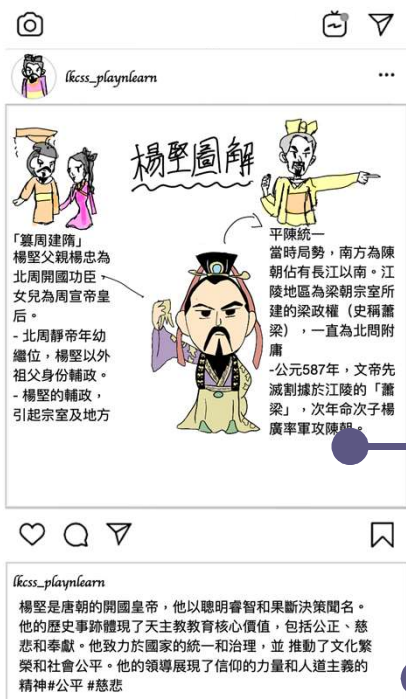 lkcss_playnlearn
楊堅圖解
「篡周建隋」
楊堅父親楊忠為
北周開國功臣，
女兒為周宣帝皇
后。
- 北周靜帝年幼
繼位，楊堅以外
祖父身份輔政。
- 楊堅的輔政，
引起宗室及地方
平陳統一
當時局勢，南方為陳
朝佔有長江以南。江
陵地區為梁朝宗室所
建的梁政權（史稱蕭
梁），一直為北周附
庸
-公元587年，文帝先
滅割據於江陵的「蕭
梁」，次年命次子楊
廣率軍攻陳朝。
lkcss_playnlearn
楊堅是唐朝的開國皇帝，他以聰明睿智和果斷決策聞名。
他的歷史事跡體現了天主教教育核心價值，包括公正、慈
悲和奉獻。他致力於國家的統一和治理，並 推動了文化繁
榮和社會公平。他的領導展現了信仰的力量和人道主義的
精神#公平 #慈悲